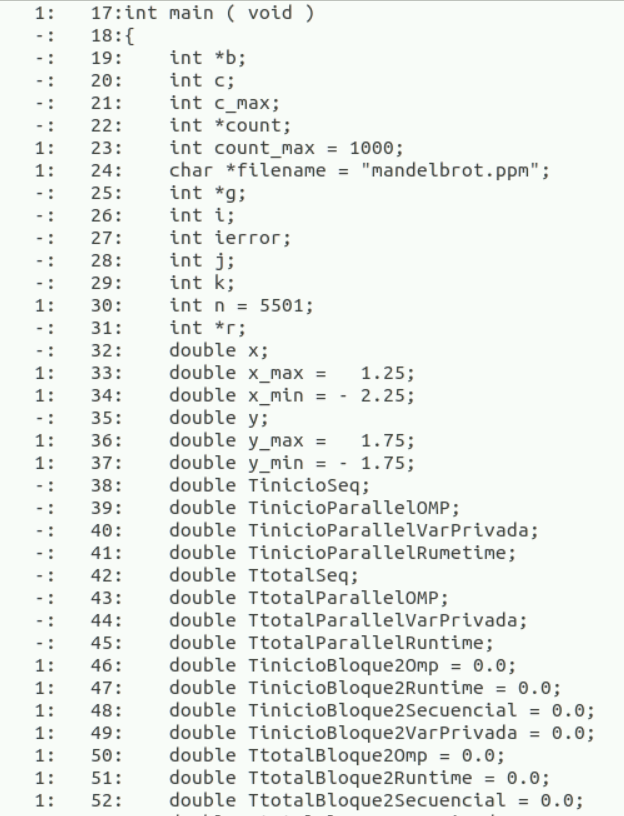 1:   17:int main ( void )
-:   18:{
-:   19:    int *b;
-:   20:    int c;
-:   21:    int c_max;
-:   22:    int *count;
1:   23:    int count_max = 1000;
1:   24:    char *filename = "mandelbrot.ppm";
-:   25:    int *g;
-:   26:    int i;
-:   27:    int ierror;
-:   28:    int j;
-:   29:    int k;
1:   30:    int n = 5501;
-:   31:    int *r;
-:   32:    double x;
1:   33:    double x_max =   1.25;
1:   34:    double x_min = - 2.25;
-:   35:    double y;
1:   36:    double y_max =   1.75;
1:   37:    double y_min = - 1.75;
-:   38:    double TinicioSeq;
-:   39:    double TinicioParallelOMP;
-:   40:    double TinicioParallelVarPrivada;
-:   41:    double TinicioParallelRumetime;
-:   42:    double TtotalSeq;
-:   43:    double TtotalParallelOMP;
-:   44:    double TtotalParallelVarPrivada;
-:   45:    double TtotalParallelRuntime;
1:   46:    double TinicioBloque2Omp = 0.0;
1:   47:    double TinicioBloque2Runtime = 0.0;
1:   48:    double TinicioBloque2Secuencial = 0.0;
1:   49:    double TinicioBloque2VarPrivada = 0.0;
1:   50:    double TtotalBloque2Omp = 0.0;
1:   51:    double TtotalBloque2Runtime = 0.0;
1:   52:    double TtotalBloque2Secuencial = 0.0;